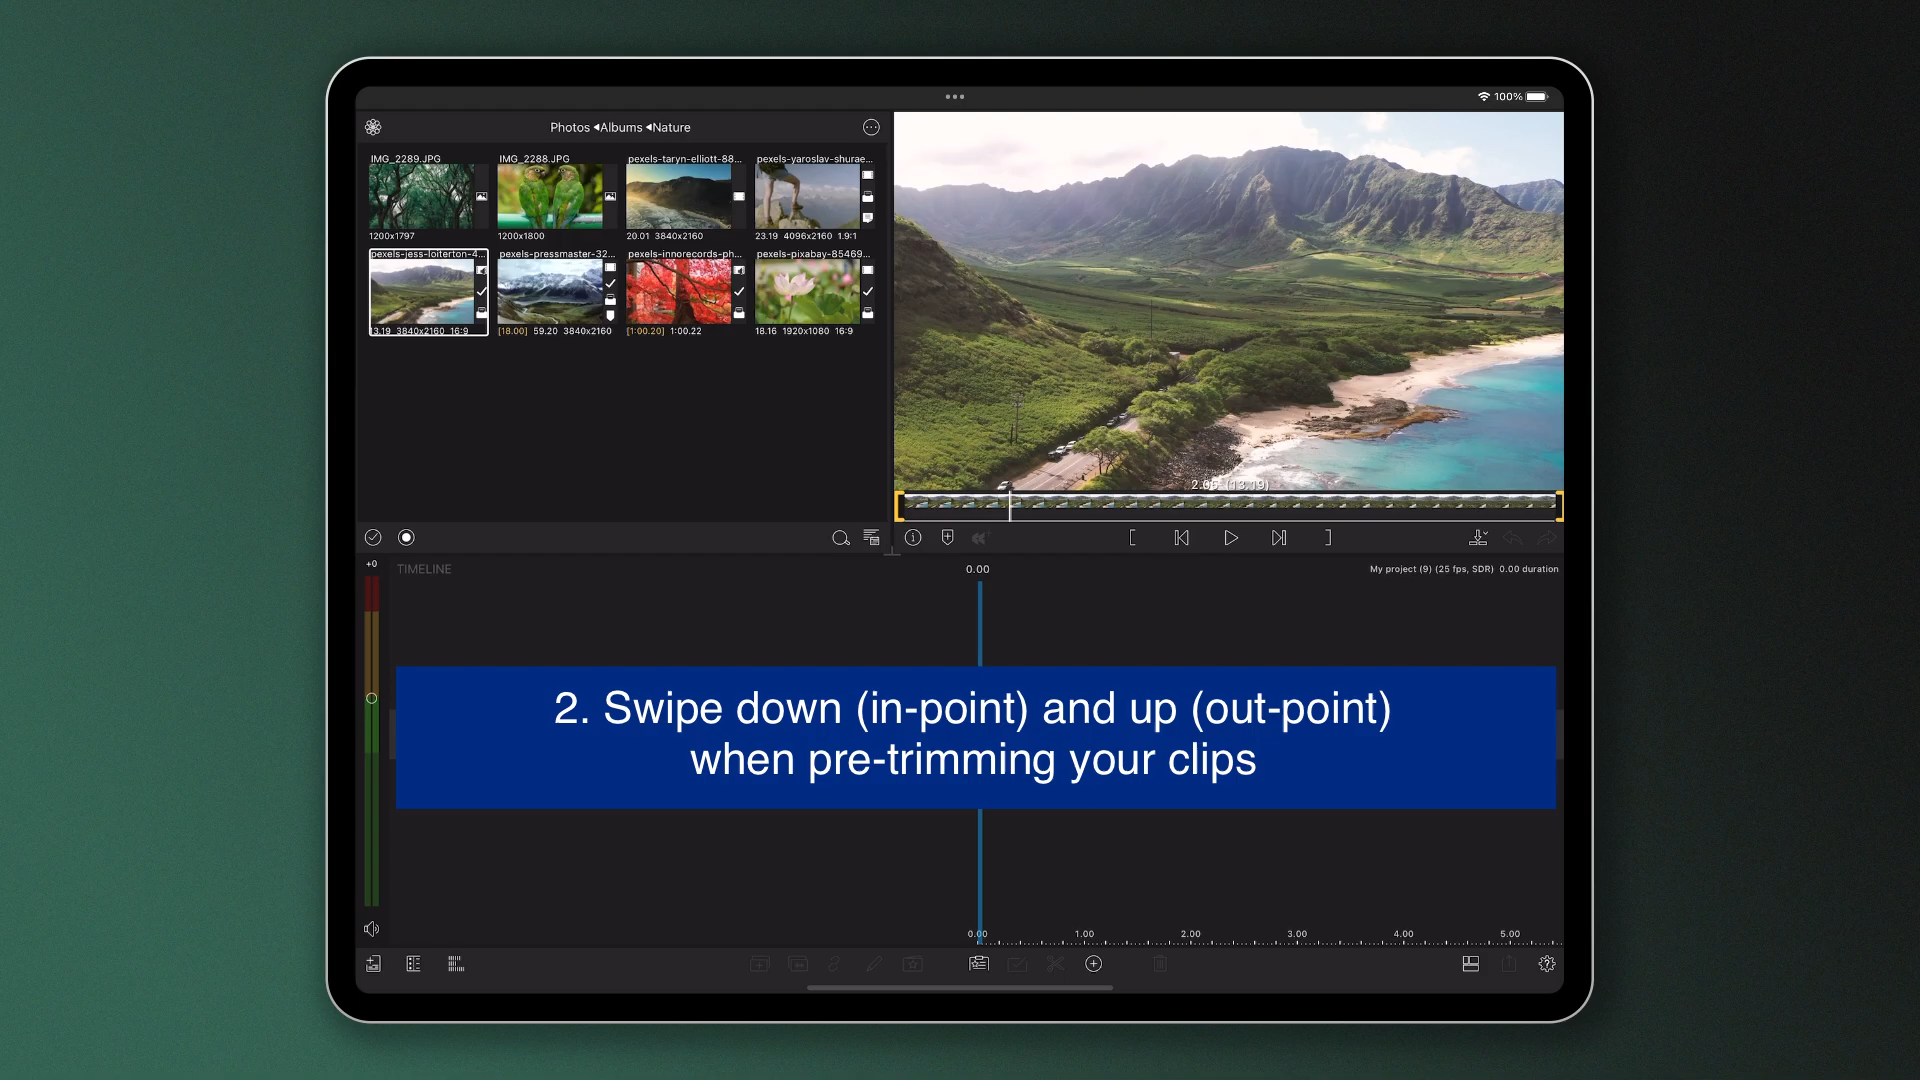 100%
Photos ◀Albums ◀Nature
IMG_2289.JPG
IMG_2288.JPG
pexels-taryn-elliott-88...
pexels-yaroslav-shurae...
1200x1797
1200x1800
20.01 3840x2160
23.19 4096x2160 1.9:1
pexels-jess-loiterton-4...
pexels-pressmaster-32...
pexels-innorecords-ph...
pexels-pixabay-85469...
13.19 3840x2160 16:9
[18.00] 59.20 3840x2160
[1:00.20] 1:00.22
18.16 1920x1080 16:9
(13.19)
+0
TIMELINE
0.00
My project (9) (25 fps, SDR) 0.00 duration
2. Swipe down (in-point) and up (out-point)
when pre-trimming your clips
0.00
1.00
2.00
3.00
4.00
5.00